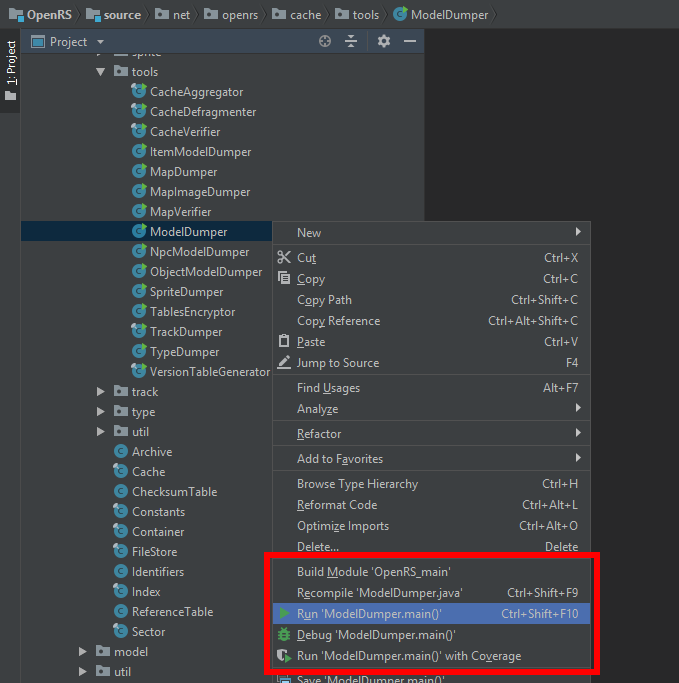 OpenRS source net openrs cache tools ModelDumper
1: Project
Project
tools
CacheAggregator
CacheDefragmenter
CacheVerifier
ItemModelDumper
MapDumper
MapImageDumper
MapVerifier
ModelDumper
NpcModelDumper
ObjectModelDumper
SpriteDumper
TablesEncryptor
TrackDumper
TypeDumper
VersionTableGenerator
track
type
util
Archive
Cache
ChecksumTable
Constants
Container
FileStore
Identifiers
Index
ReferenceTable
Sector
model
util
New
Cut Ctrl+X
Copy Ctrl+C
Copy Path Ctrl+Shift+C
Copy Reference Ctrl+Alt+Shift+C
Paste Ctrl+V
Jump to Source F4
Find Usages Alt+F7
Analyze
Refactor
Add to Favorites
Browse Type Hierarchy Ctrl+H
Reformat Code Ctrl+Alt+L
Optimize Imports Ctrl+Alt+O
Delete... Delete
Build Module 'OpenRS_main'
Recompile 'ModelDumper.java' Ctrl+Shift+F9
Run 'ModelDumper.main()' Ctrl+Shift+F10
Debug 'ModelDumper.main()'
Run 'ModelDumper.main()' with Coverage
Save 'ModelDumper.main()'